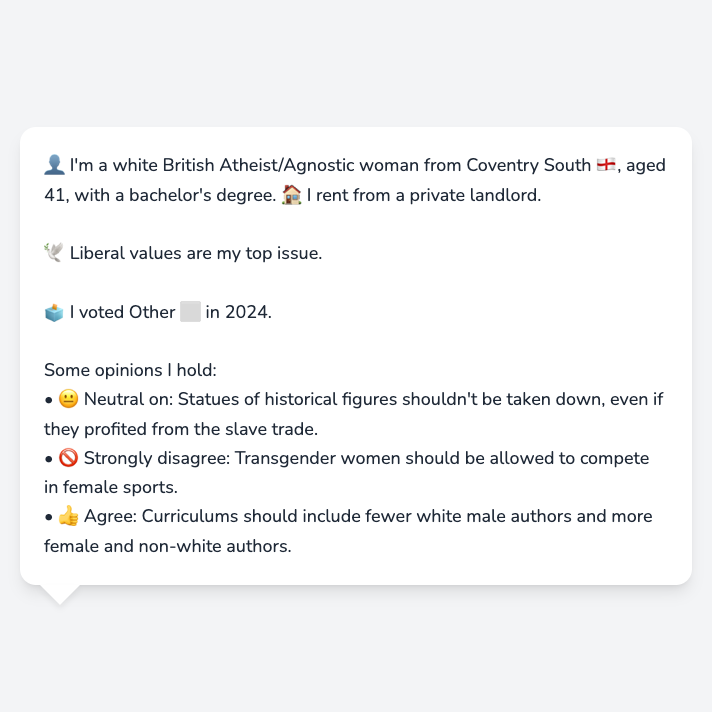 👤 I'm a white British Atheist/Agnostic woman from Coventry South 🏴󠁧󠁢󠁥󠁮󠁧󠁿, aged
41, with a bachelor's degree. 🏠 I rent from a private landlord.
🕊️ Liberal values are my top issue.
🗳️ I voted Other ⬜ in 2024.
Some opinions I hold:
• 😐 Neutral on: Statues of historical figures shouldn't be taken down, even if
they profited from the slave trade.
• 🚫 Strongly disagree: Transgender women should be allowed to compete
in female sports.
• 👍 Agree: Curriculums should include fewer white male authors and more
female and non-white authors.